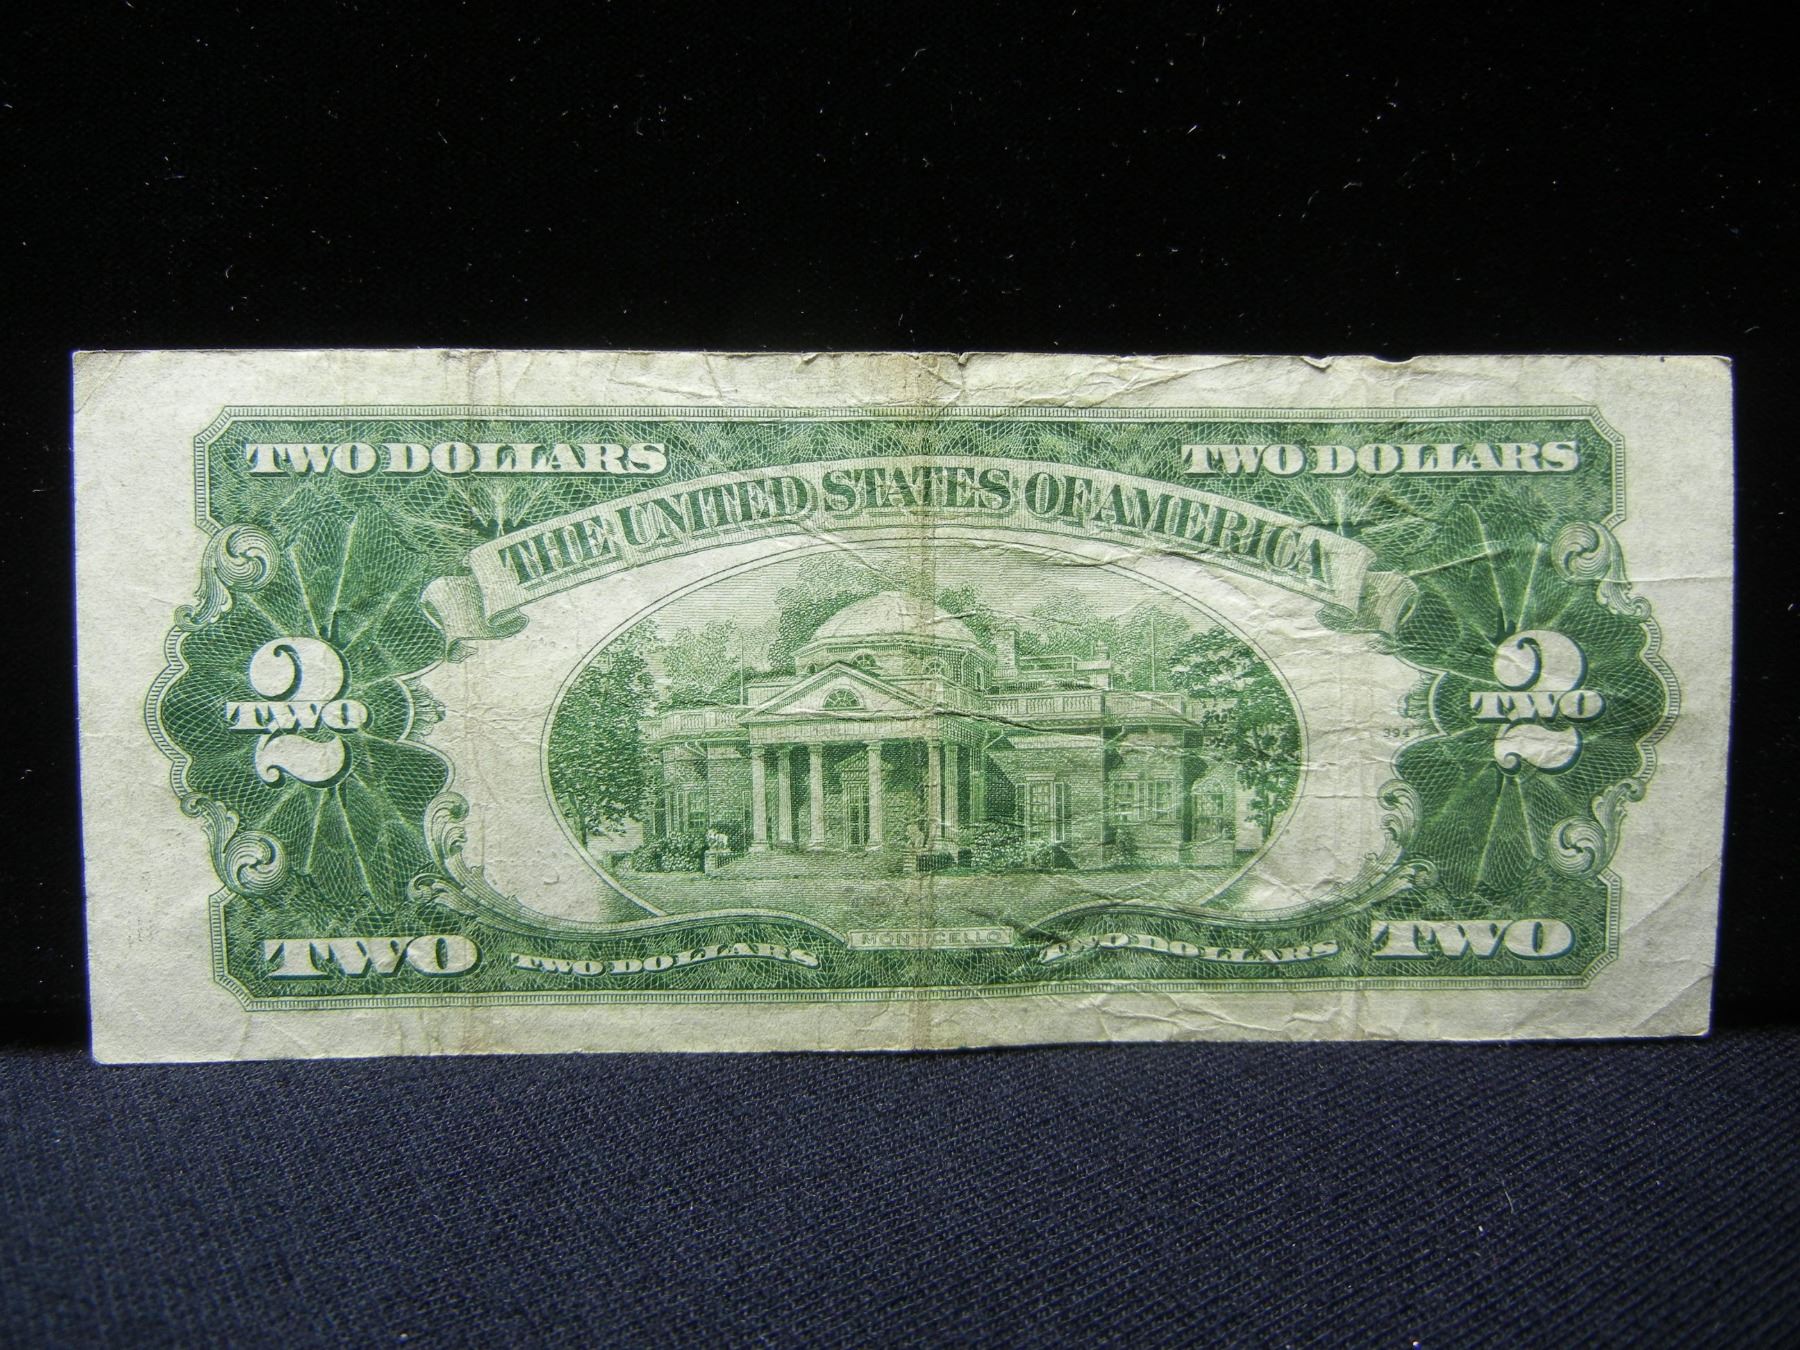 TWO DOLLARS TWO DOLLARS
THE UNITED STATES OF AMERICA
2 TWO 2 TWO
394
TWO TWO DOLLARS MONTICELLO TWO DOLLARS TWO